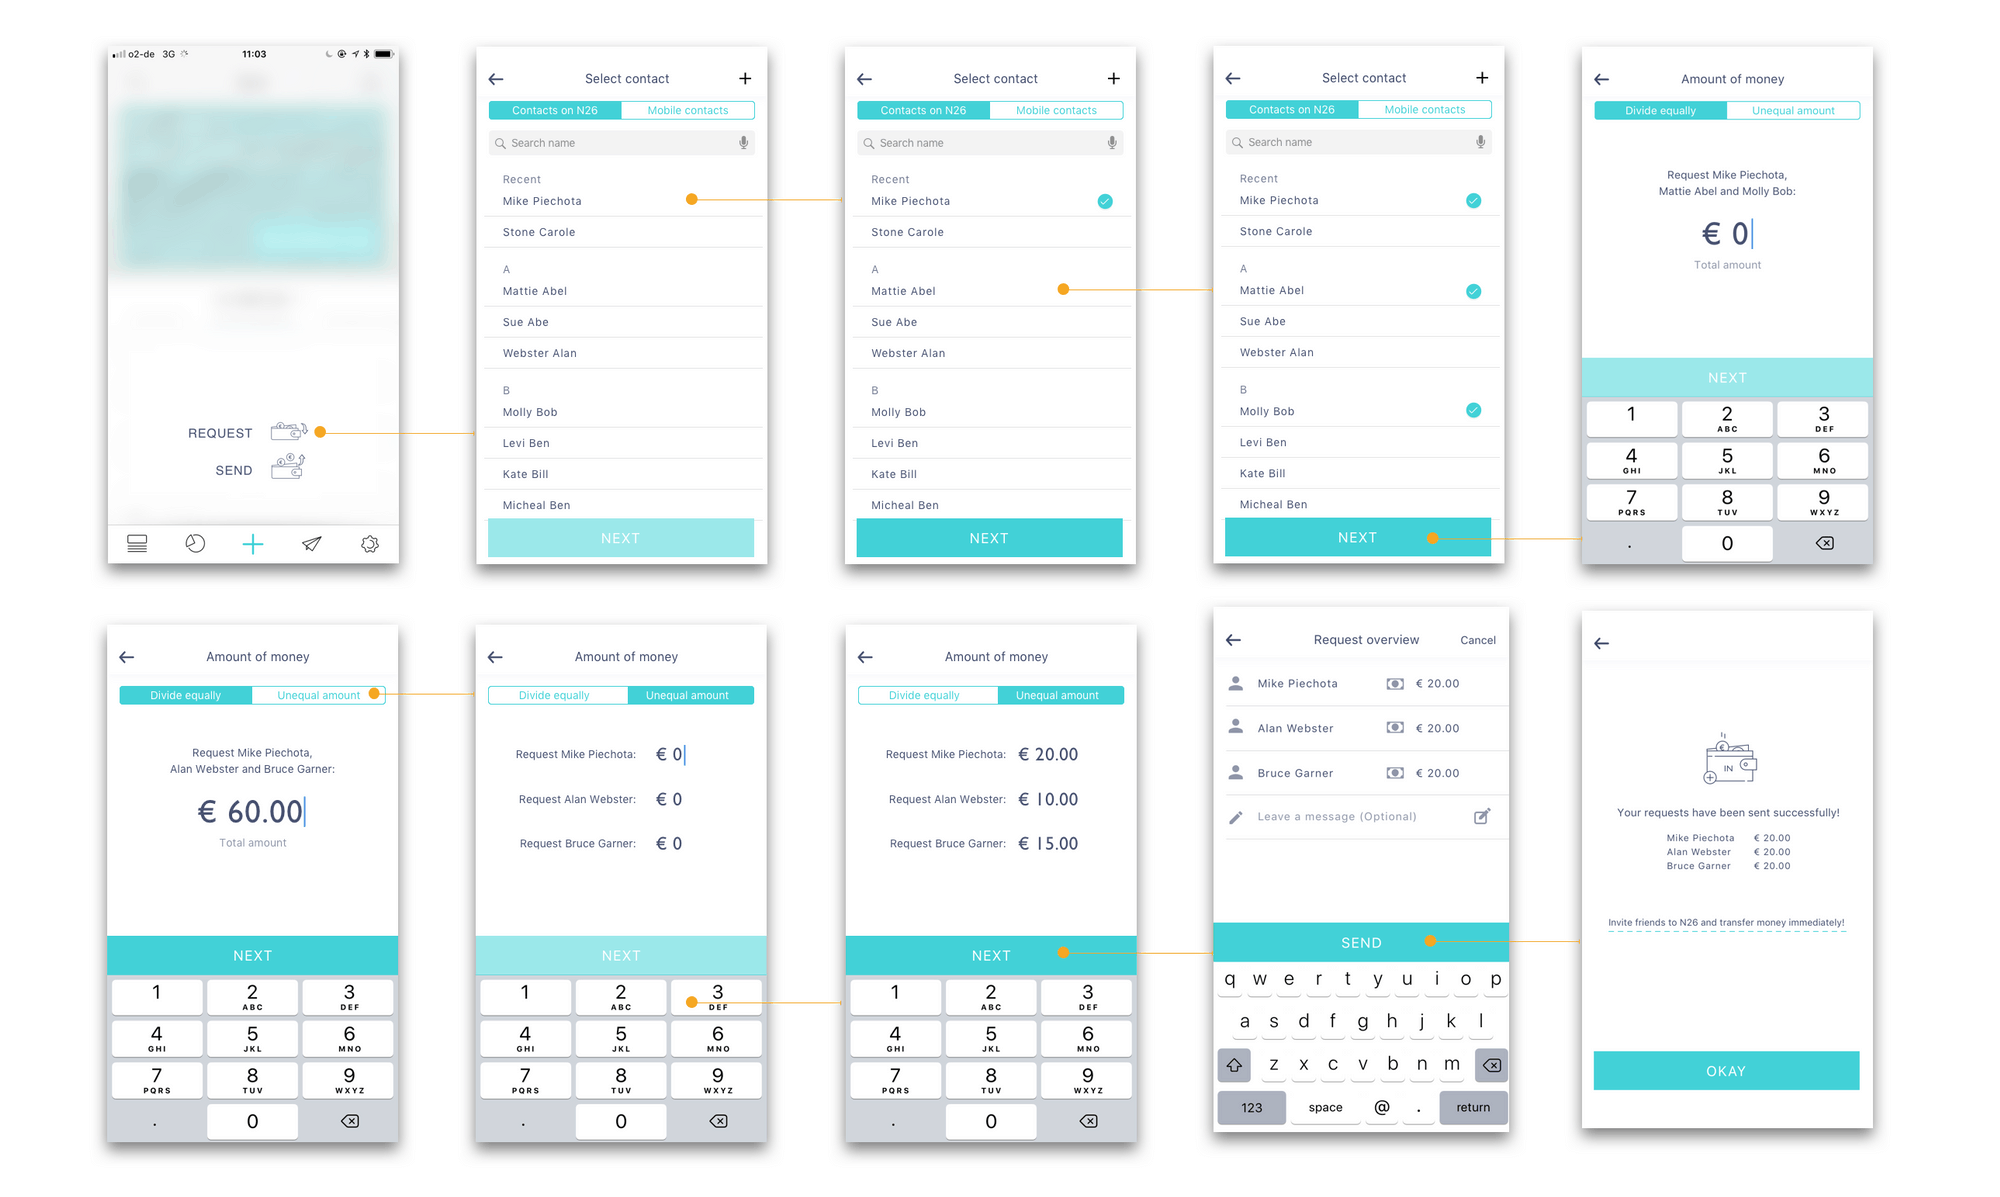 o2-de 3G 11:03
REQUEST
SEND
Select contact +
Contacts on N26 Mobile contacts
Search name
Recent
Mike Piechota
Stone Carole
A
Mattie Abel
Sue Abe
Webster Alan
B
Molly Bob
Levi Ben
Kate Bill
Micheal Ben
NEXT
Select contact +
Contacts on N26 Mobile contacts
Search name
Recent
Mike Piechota
Stone Carole
A
Mattie Abel
Sue Abe
Webster Alan
B
Molly Bob
Levi Ben
Kate Bill
Micheal Ben
NEXT
Select contact +
Contacts on N26 Mobile contacts
Search name
Recent
Mike Piechota
Stone Carole
A
Mattie Abel
Sue Abe
Webster Alan
B
Molly Bob
Levi Ben
Kate Bill
Micheal Ben
NEXT
Amount of money
Divide equally Unequal amount
Request Mike Piechota,
Mattie Abel and Molly Bob:
€ 0
Total amount
NEXT
1 2 3
ABC DEF
4 5 6
GHI JKL MNO
7 8 9
PQRS TUV WXYZ
. 0
Amount of money
Divide equally Unequal amount
Request Mike Piechota,
Alan Webster and Bruce Garner:
€ 60.00
Total amount
NEXT
1 2 3
ABC DEF
4 5 6
GHI JKL MNO
7 8 9
PQRS TUV WXYZ
. 0
Amount of money
Divide equally Unequal amount
Request Mike Piechota: € 0
Request Alan Webster: € 0
Request Bruce Garner: € 0
NEXT
1 2 3
ABC DEF
4 5 6
GHI JKL MNO
7 8 9
PQRS TUV WXYZ
. 0
Amount of money
Divide equally Unequal amount
Request Mike Piechota: € 20.00
Request Alan Webster: € 10.00
Request Bruce Garner: € 15.00
NEXT
1 2 3
ABC DEF
4 5 6
GHI JKL MNO
7 8 9
PQRS TUV WXYZ
. 0
Request overview Cancel
Mike Piechota € 20.00
Alan Webster € 20.00
Bruce Garner € 20.00
Leave a message (Optional)
SEND
q w e r t y u i o p
a s d f g h j k l
z x c v b n m
123 space @ . return
€
IN
Your requests have been sent successfully!
Mike Piechota € 20.00
Alan Webster € 20.00
Bruce Garner € 20.00
Invite friends to N26 and transfer money immediately!
OKAY